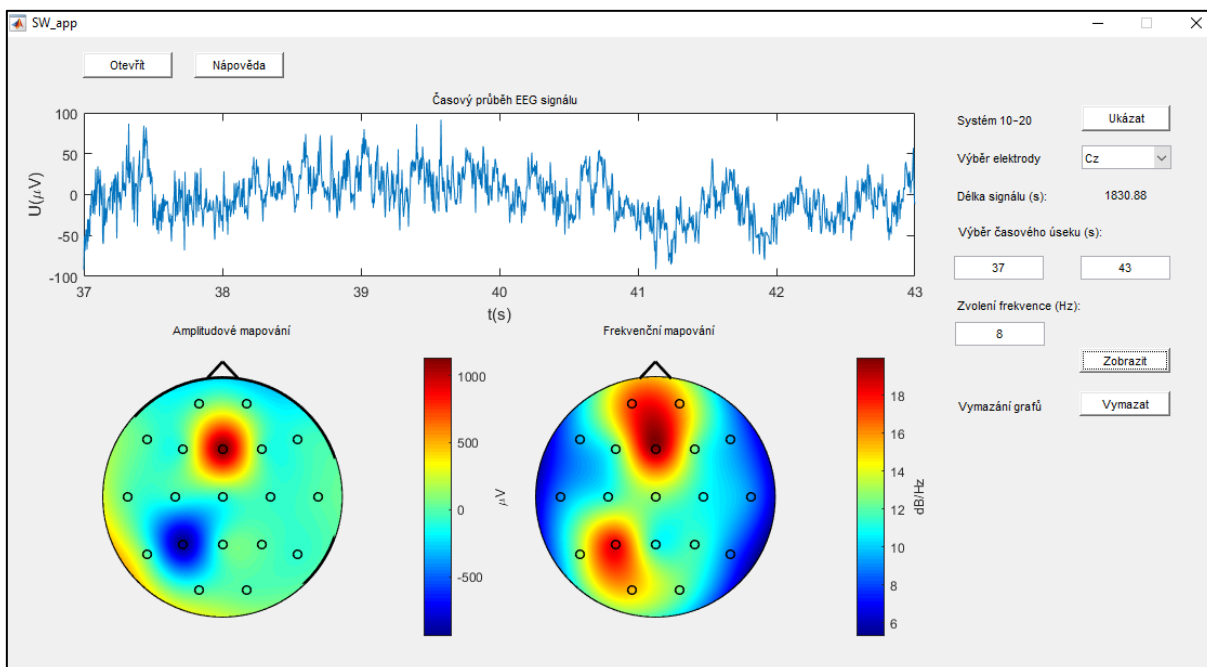 SW_app
Otevřít Nápověda
Časový průběh EEG signálu
100
50
0
-50
-100
U(μV)
37 38 39 40 41 42 43
t(s)
Systém 10-20 Ukázat
Výběr elektrody Cz
Délka signálu (s): 1830.88
Výběr časového úseku (s):
37 43
Zvolení frekvence (Hz):
8
Zobrazit
Vymazání grafů Vymazat
Amplitudové mapování
1000
500
0
-500
μV
Frekvenční mapování
18
16
14
12
10
8
6
dB/Hz